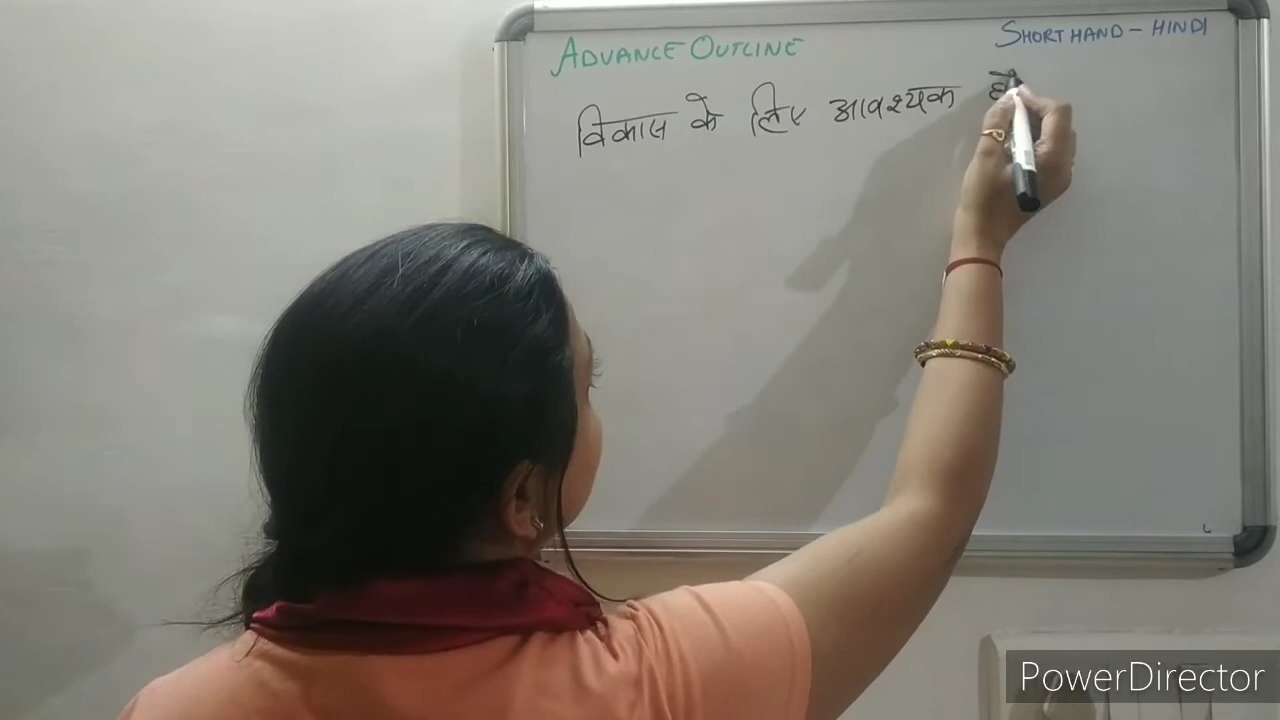 ADVANCE OUTLINE
SHORT HAND - HINDI
विकास के लिए आवश्यक
PowerDirector